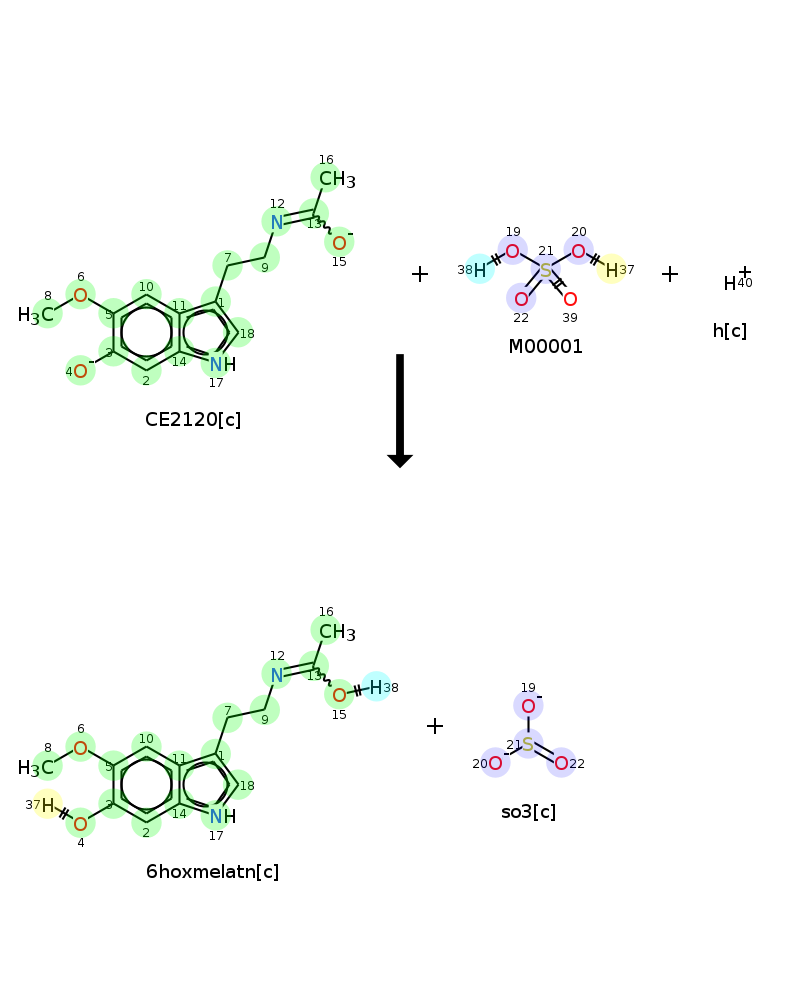 16
CH3
12
N
13
O-
15
7
9
8
H3C
6
O
10
5
11
1
18
3
14
4O-
2
NH
17
CE2120[c]
+
19
O
20
O
38H
21
S
H37
O
22
O
39
M00001
+
H+40
h[c]
16
CH3
12
N
13
O
15
H38
7
9
8
H3C
6
O
10
5
11
1
18
37H
3
14
O
4
2
NH
17
6hoxmelatn[c]
+
19
O-
21S
20O-
O22
so3[c]